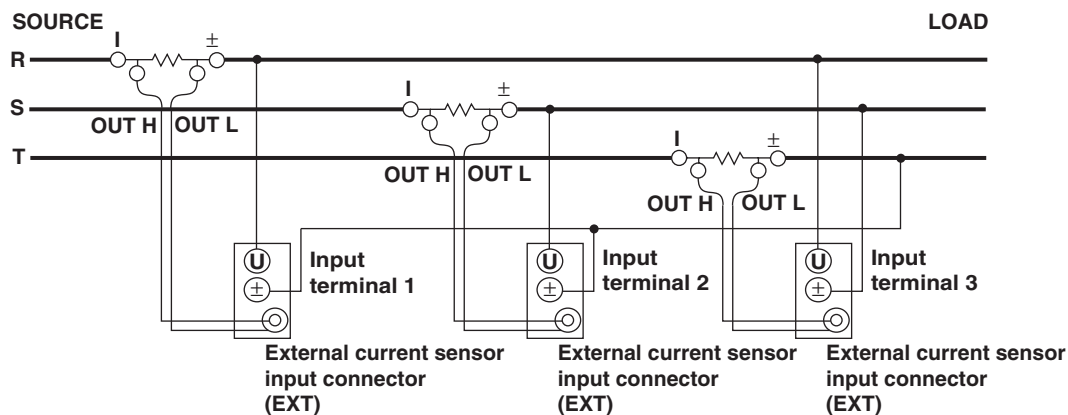 SOURCE
LOAD
I
±
R
I
±
S
OUT H
OUT L
I
±
T
OUT H
OUT L
OUT H
OUT L
U
±
Input
terminal 1
U
±
Input
terminal 2
U
±
Input
terminal 3
External current sensor
input connector
(EXT)
External current sensor
input connector
(EXT)
External current sensor
input connector
(EXT)